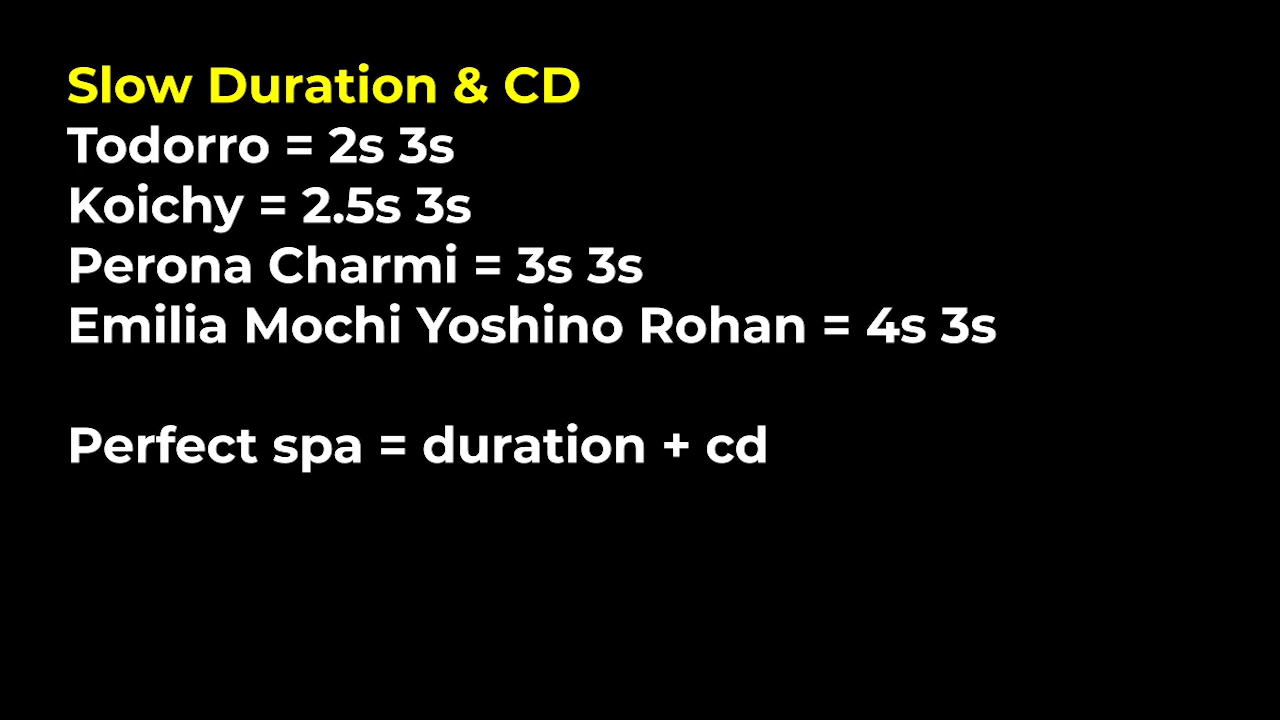 Slow Duration & CD
Todorro = 2s 3s
Koichy = 2.5s 3s
Perona Charmi = 3s 3s
Emilia Mochi Yoshino Rohan = 4s 3s
Perfect spa = duration + cd